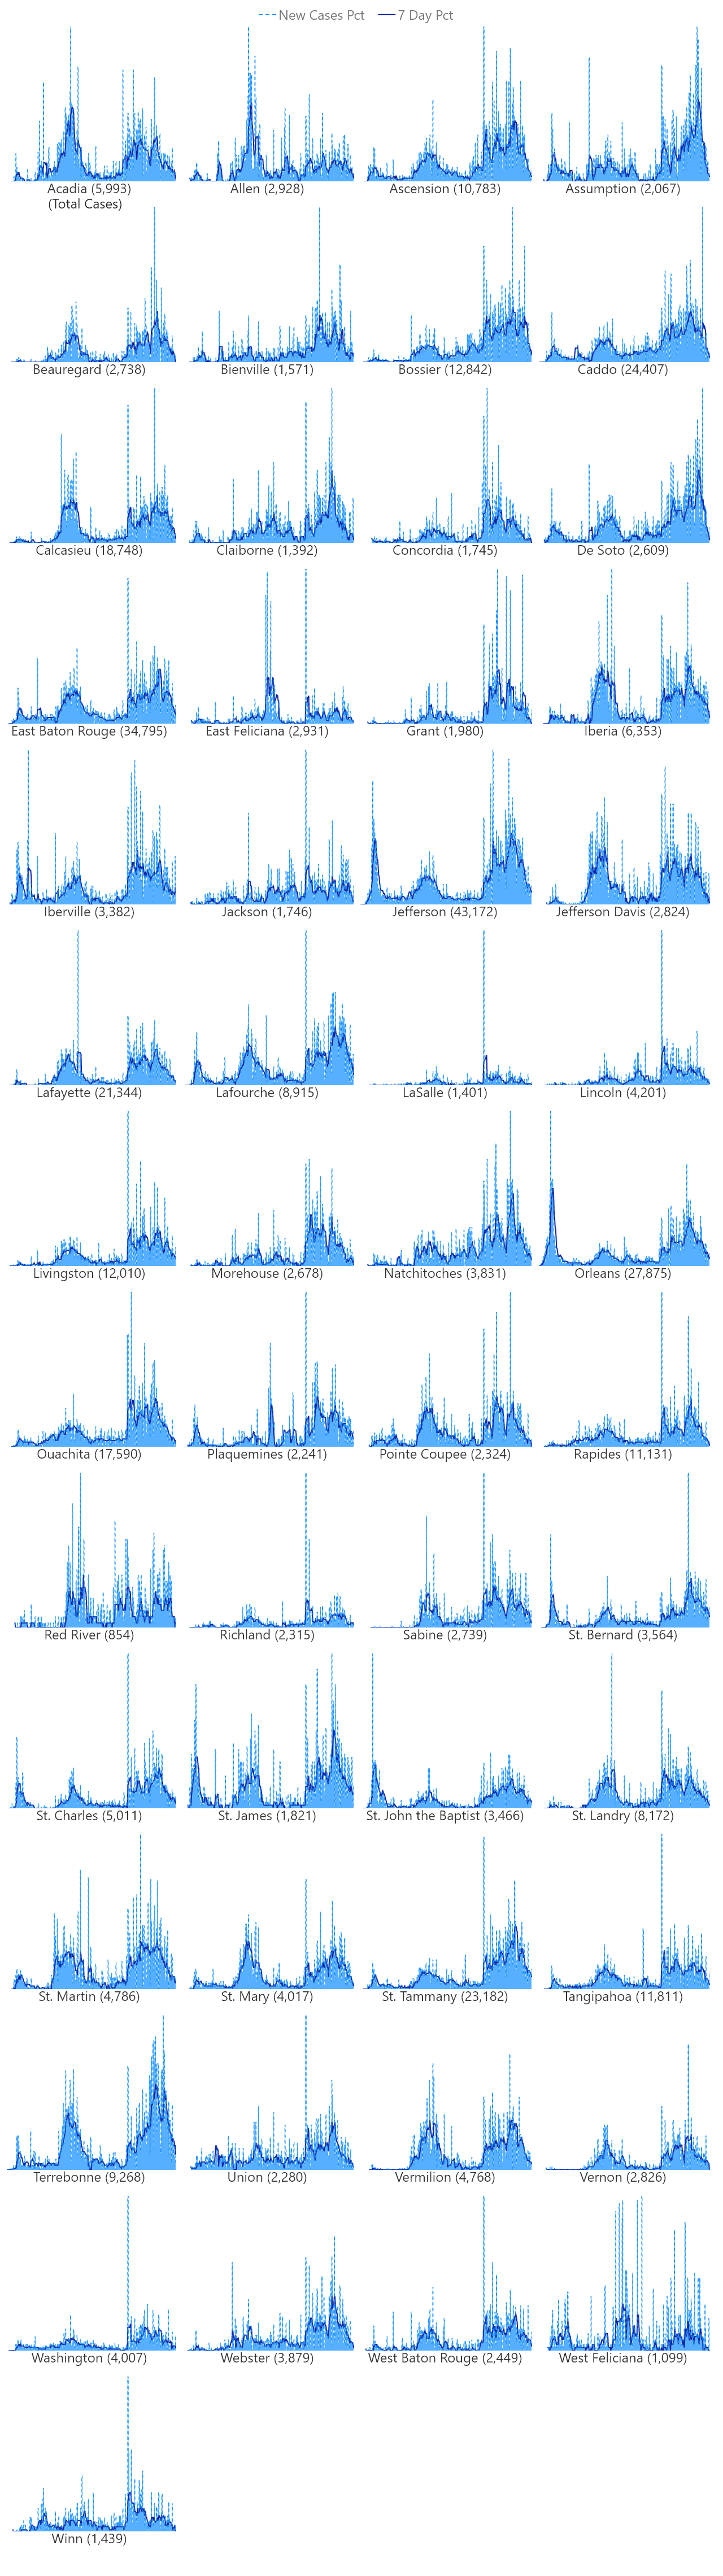 New Cases Pct 7 Day Pct
Acadia (5,993) Allen (2,928) Ascension (10,783) Assumption (2,067)
(Total Cases)
Beauregard (2,738) Bienville (1,571) Bossier (12,842) Caddo (24,407)
Calcasieu (18,748) Claiborne (1,392) Concordia (1,745) De Soto (2,609)
East Baton Rouge (34,795) East Feliciana (2,931) Grant (1,980) Iberia (6,353)
Iberville (3,382) Jackson (1,746) Jefferson (43,172) Jefferson Davis (2,824)
Lafayette (21,344) Lafourche (8,915) LaSalle (1,401) Lincoln (4,201)
Livingston (12,010) Morehouse (2,678) Natchitoches (3,831) Orleans (27,875)
Ouachita (17,590) Plaquemines (2,241) Pointe Coupee (2,324) Rapides (11,131)
Red River (854) Richland (2,315) Sabine (2,739) St. Bernard (3,564)
St. Charles (5,011) St. James (1,821) St. John the Baptist (3,466) St. Landry (8,172)
St. Martin (4,786) St. Mary (4,017) St. Tammany (23,182) Tangipahoa (11,811)
Terrebonne (9,268) Union (2,280) Vermilion (4,768) Vernon (2,826)
Washington (4,007) Webster (3,879) West Baton Rouge (2,449) West Feliciana (1,099)
Winn (1,439)